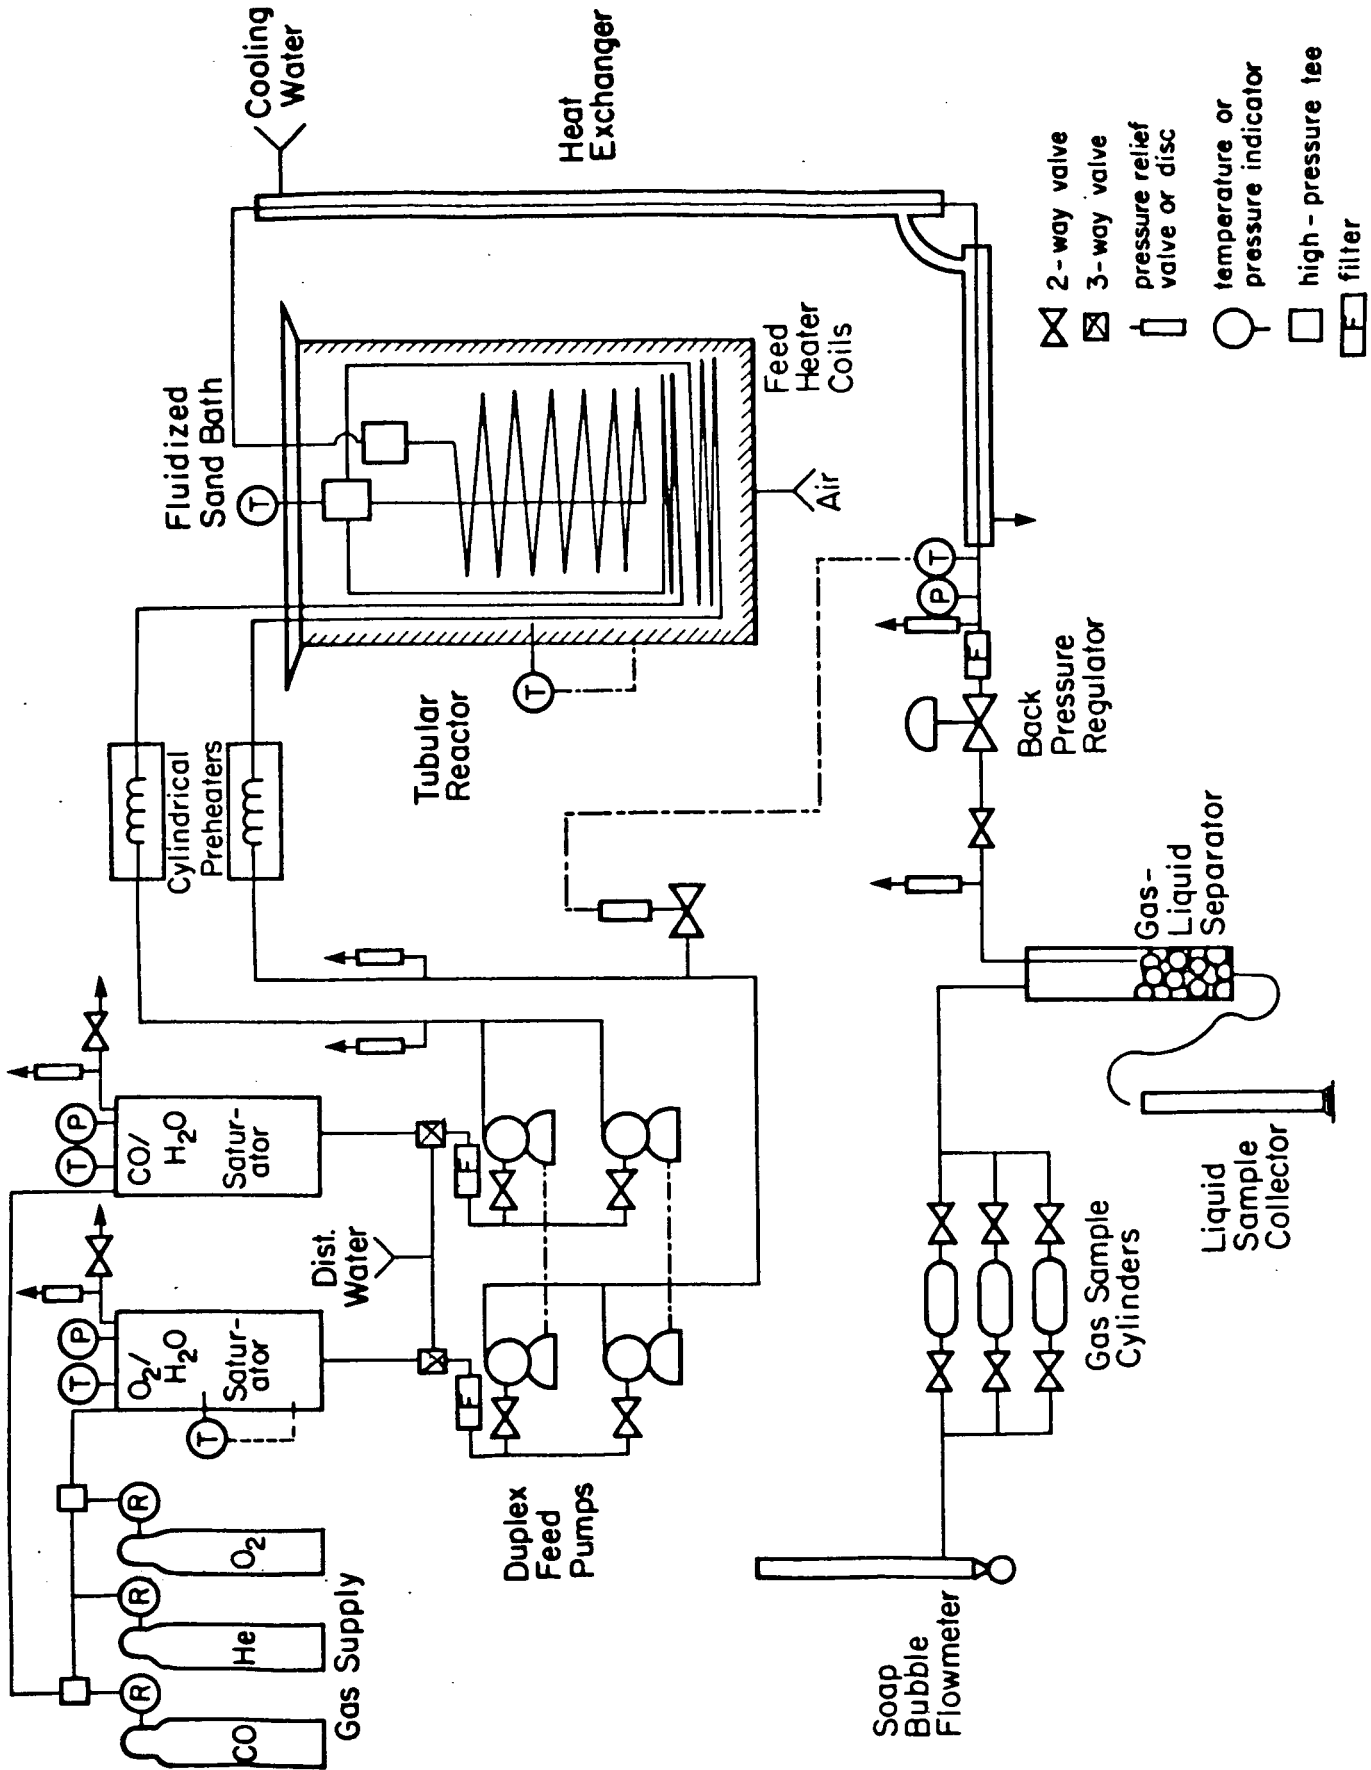 CO
He
O2
R
R
R
Gas Supply
T
P
O2/
H2O
Satur-
ator
T
T
P
CO/
H2O
Satur-
ator
Dist.
Water
F
F
Duplex
Feed
Pumps
Cylindrical
Preheaters
Tubular
Reactor
T
Fluidized
Sand Bath
T
Feed
Heater
Coils
Air
Cooling
Water
Heat
Exchanger
T
P
F
Back
Pressure
Regulator
Gas-
Liquid
Separator
Liquid
Sample
Collector
Gas Sample
Cylinders
Soap
Bubble
Flowmeter
2-way valve
3-way valve
pressure relief
valve or disc
temperature or
pressure indicator
high-pressure tee
F filter